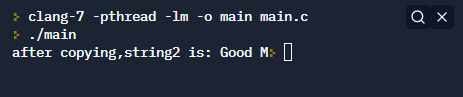 > clang-7 -pthread -lm -o main main.c
> ./main
after copying,string2 is: Good M>